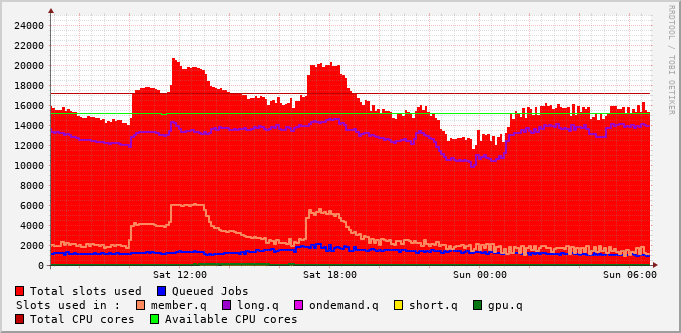 24000
22000
20000
18000
16000
14000
12000
10000
8000
6000
4000
2000
0
Sat 12:00 Sat 18:00 Sun 00:00 Sun 06:00
RRDTOOL / TOBI OETIKER
Total slots used Queued Jobs
Slots used in : member.q long.q ondemand.q short.q gpu.q
Total CPU cores Available CPU cores